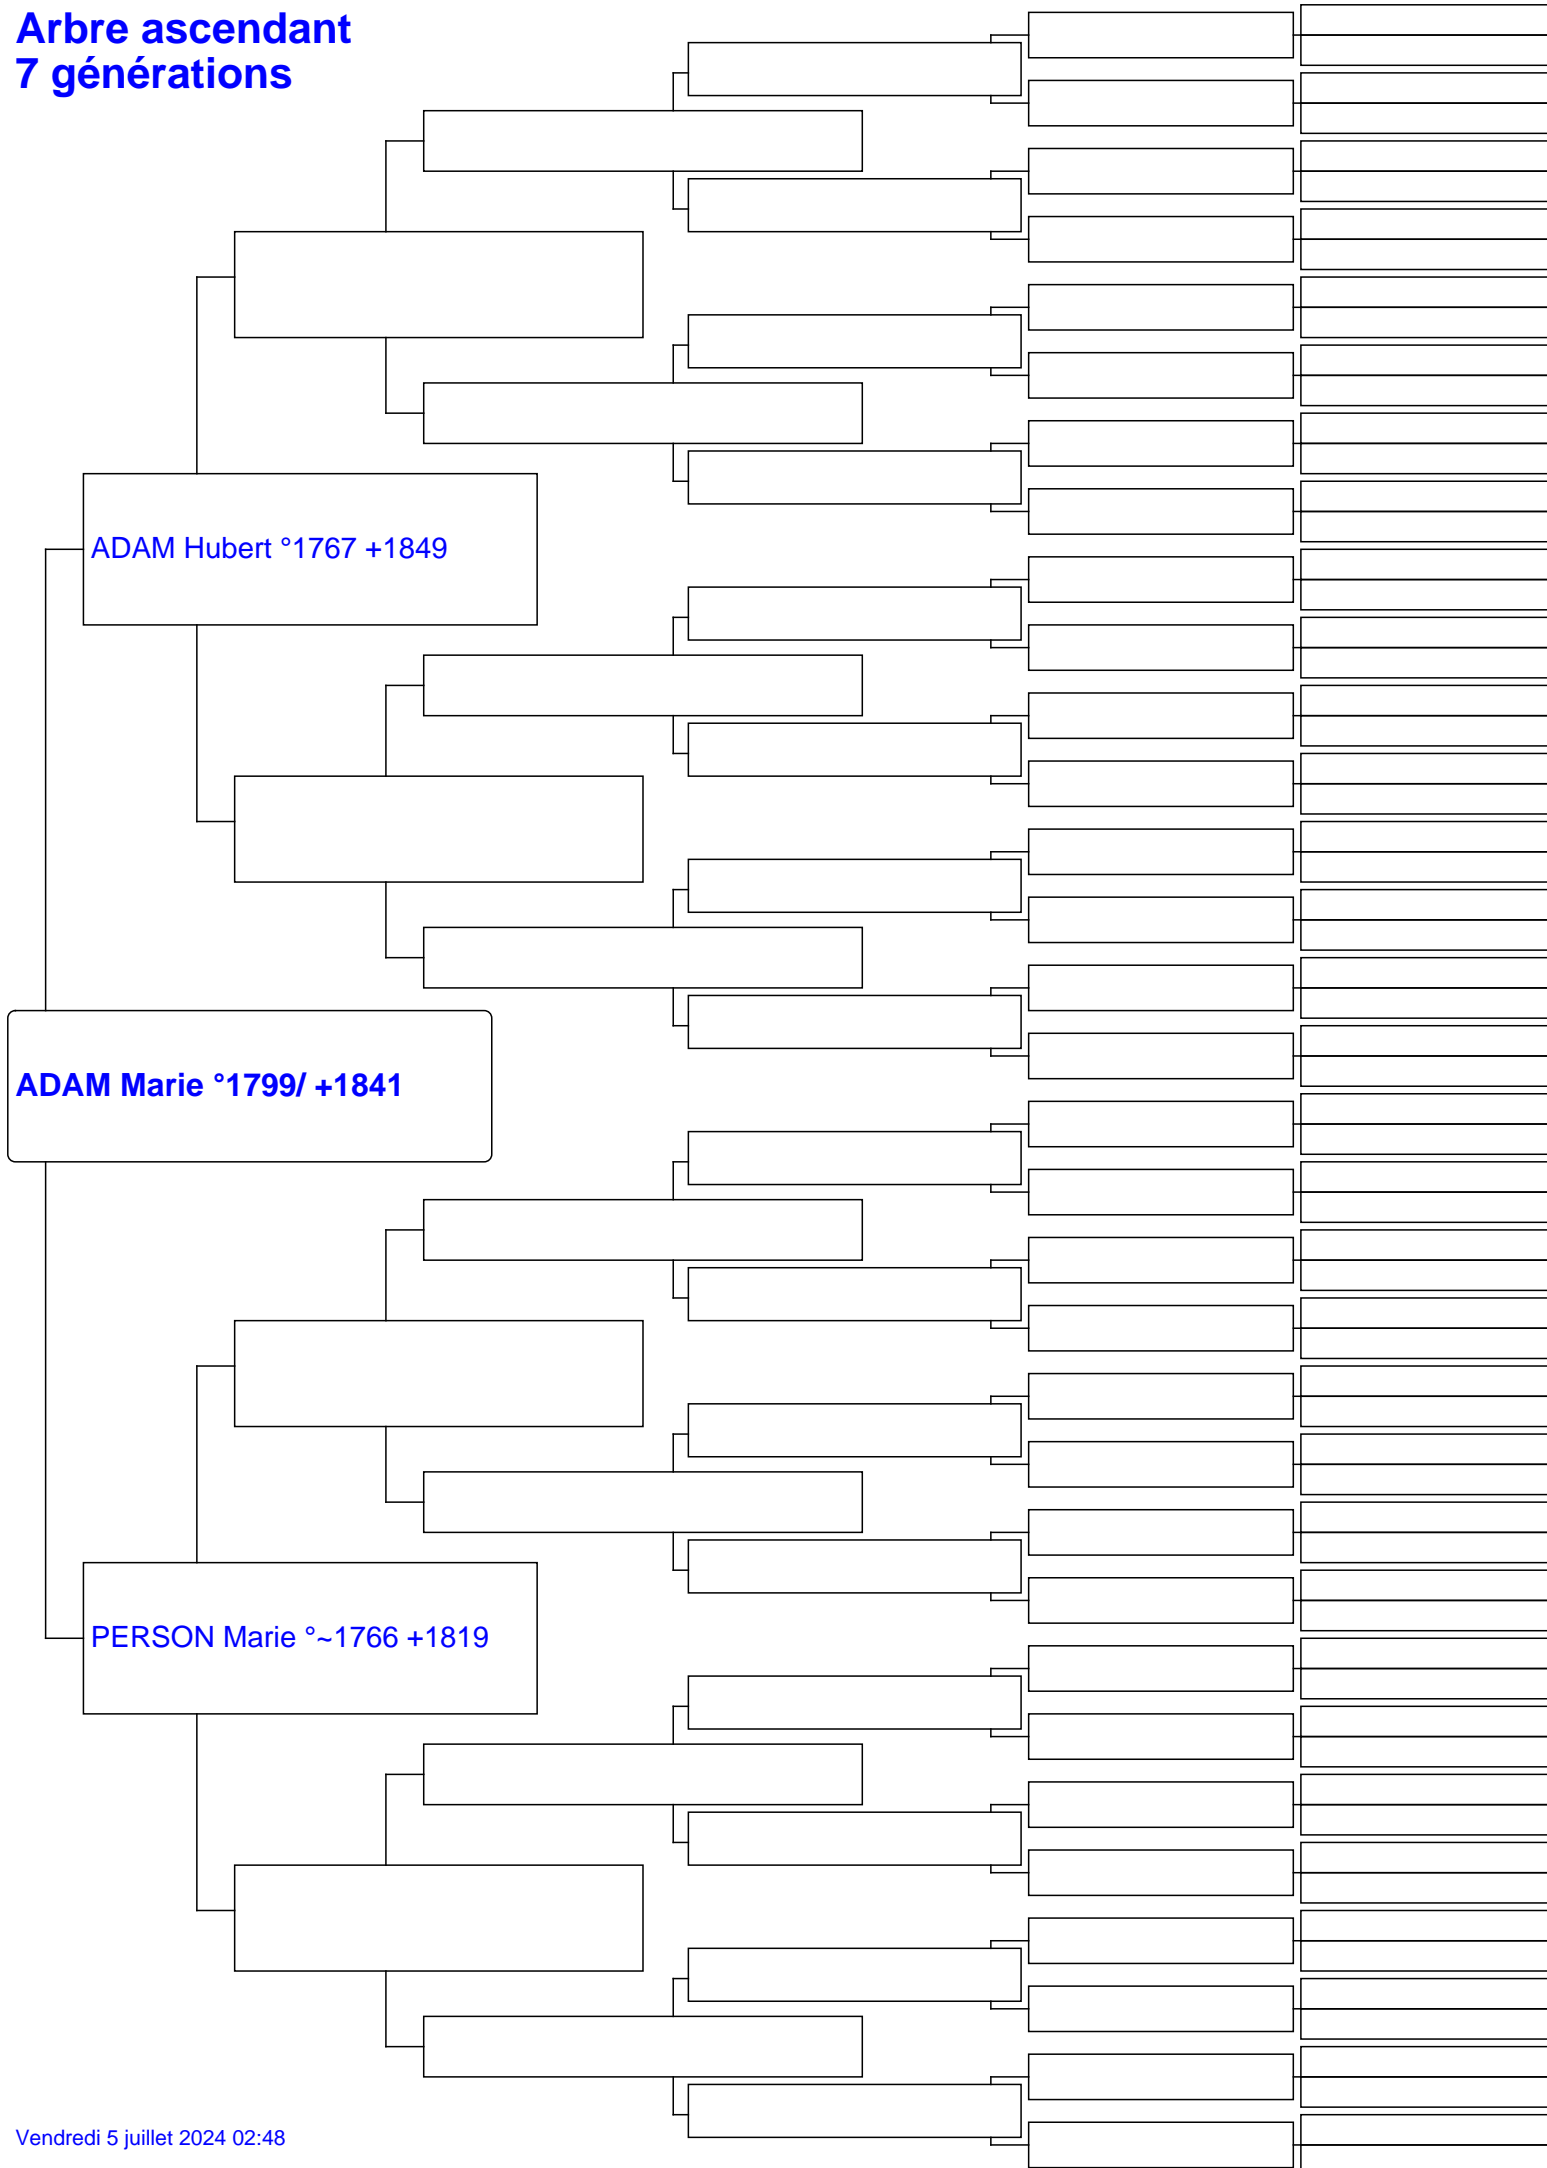 Arbre ascendant
7 générations
ADAM Hubert °1767 +1849
ADAM Marie °1799/ +1841
PERSON Marie °~1766 +1819
Vendredi 5 juillet 2024 02:48